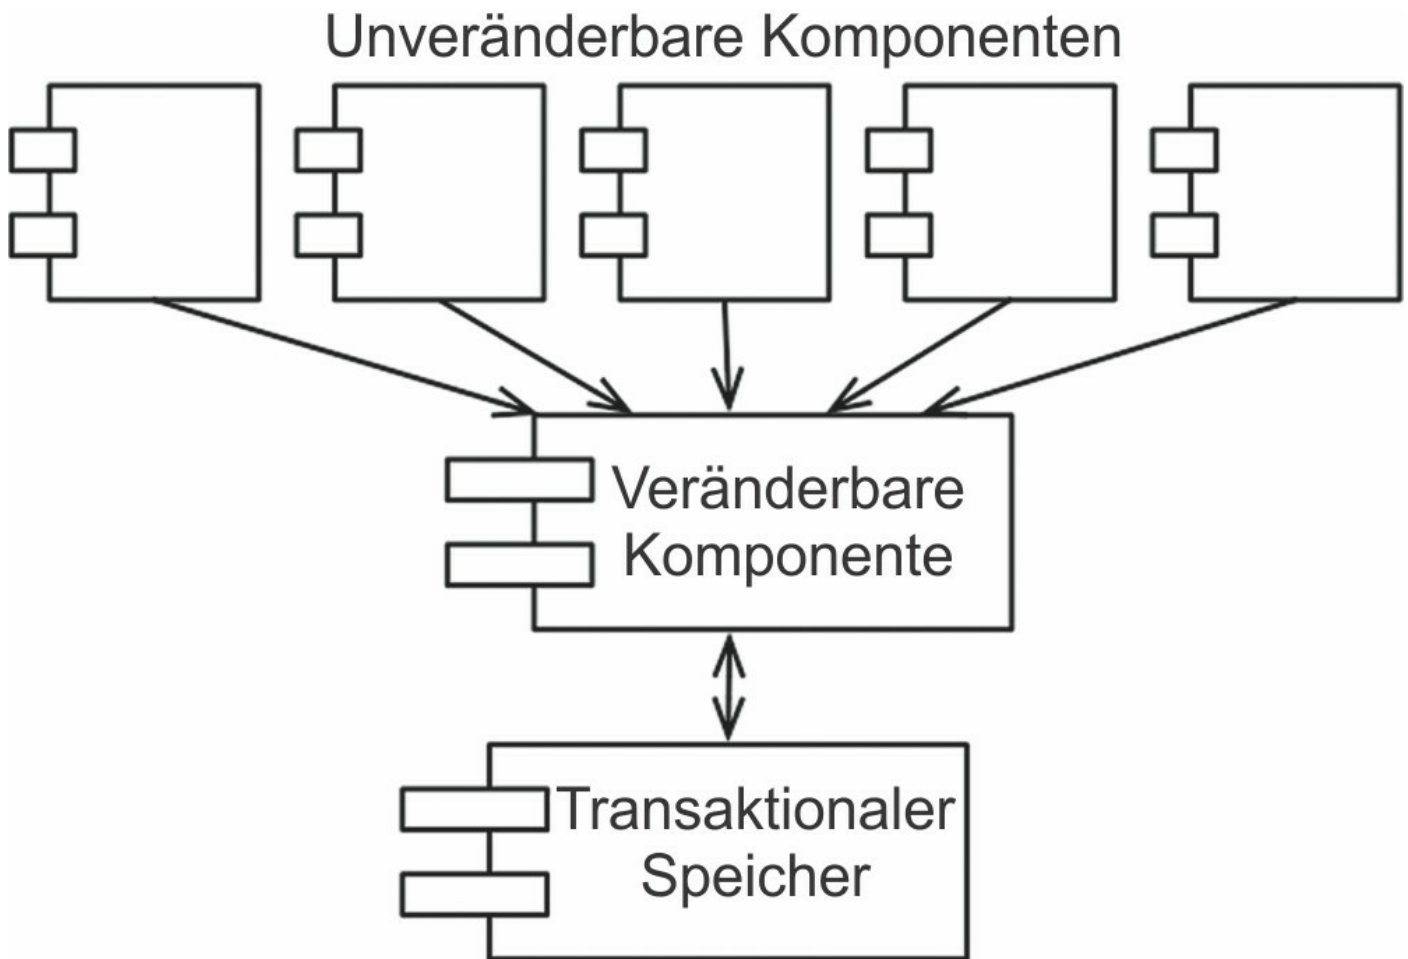 Unveränderbare Komponenten
Veränderbare
Komponente
Transaktionaler
Speicher